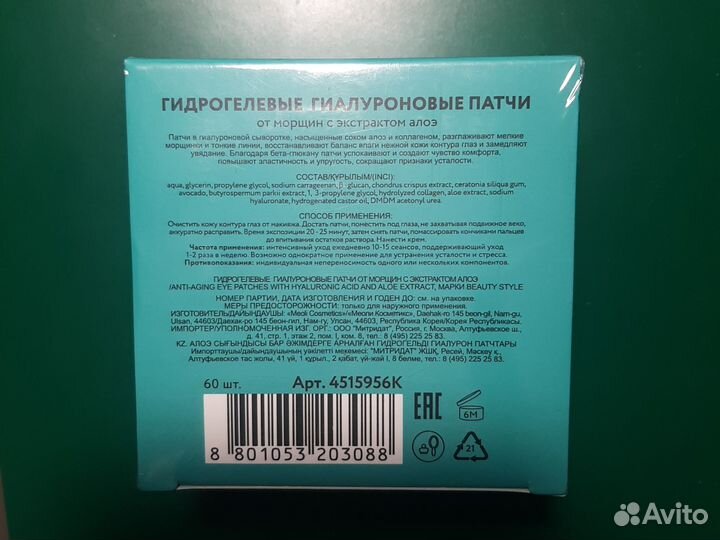 ГИДРОГЕЛЕВЫЕ ГИАЛУРОНОВЫЕ ПАТЧИ
от морщин с экстрактом алоэ
Патчи в гиалуроновой сыворотке, насыщенные соком алоэ и коллагеном, разглаживают мелкие
морщинки и тонкие линии, восстанавливают баланс влаги нежной кожи контура глаз и замедляют
увядание. Благодаря бета-глюкану патчи успокаивают и создают чувство комфорта,
повышают эластичность и упругость, сокращают признаки усталости.
СОСТАВ/ҚҰРЫЛЫМ/(INCI):
aqua, glycerin, propylene glycol, sodium carrageenan, β-glucan, chondrus crispus extract, ceratonia siliqua gum,
avocado, butyrospermum parkii extract, 1, 3-propylene glycol, hydrolyzed collagen, aloe extract, sodium
hyaluronate, hydrogenated castor oil, DMDM acetonyl urea.
СПОСОБ ПРИМЕНЕНИЯ:
Очистить кожу контура глаз от макияжа. Достать патчи, поместить под глаза, не захватывая подвижное веко,
аккуратно расправить. Время экспозиции 20 - 25 минут, затем снять патчи, помассировать кончиками пальцев
до впитывания остатков раствора. Нанести крем.
Частота применения: интенсивный уход ежедневно 10-15 сеансов, поддерживающий уход
1-2 раза в неделю. Возможно применение для устранения усталости и стресса.
Противопоказания: индивидуальная непереносимость одного или нескольких компонентов.
ГИДРОГЕЛЕВЫЕ ГИАЛУРОНОВЫЕ ПАТЧИ ОТ МОРЩИН С ЭКСТРАКТОМ АЛОЭ
/ANTI-AGING EYE PATCHES WITH HYALURONIC ACID AND ALOE EXTRACT, МАРКИ BEAUTY STYLE
НОМЕР ПАРТИИ, ДАТА ИЗГОТОВЛЕНИЯ И ГОДЕН ДО: см. на упаковке.
МЕРЫ ПРЕДОСТОРОЖНОСТИ: только для наружного применения.
ИЗГОТОВИТЕЛЬ/ДАЙЫНДАУШЫ: «Meoli Cosmetics»/«Меоли Косметикс», Daehak-ro 145 beon-gil, Nam-gu,
Ulsan, 44603/Даехак-ро 145 беон-гил, Нам-гу, Улсан, 44603, Республика Корея/Корея Республикасы.
ИМПОРТЕР/УПОЛНОМОЧЕННАЯ ИЗГ. ОРГ.: ООО "Митридат", Россия, г. Москва, Алтуфьевское ш.,
д. 41, стр. 1, этаж 2, пом. I, ком. 8, тел.: 8 (495) 225 25 83.
KZ. АЛОЭ СЫҒЫНДЫСЫ БАР ӘЖІМДЕРГЕ АРНАЛҒАН ГИДРОГЕЛЬДІ ГИАЛУРОН ПАТЧТАРЫ
Импорттаушы/дайындаушының уәкілетті мекемесі: "МИТРИДАТ" ЖШҚ, Ресей, Мәскеу қ.,
Алтуфьевское тас жолы, 41 үй, 1 құрыл., 2 қабат, үй-жай I, 8 бөлме, тел.: 8 (495) 225 25 83.
60 шт.
Арт. 4515956K
EAC
6M
21
8 801053 203088
Avito